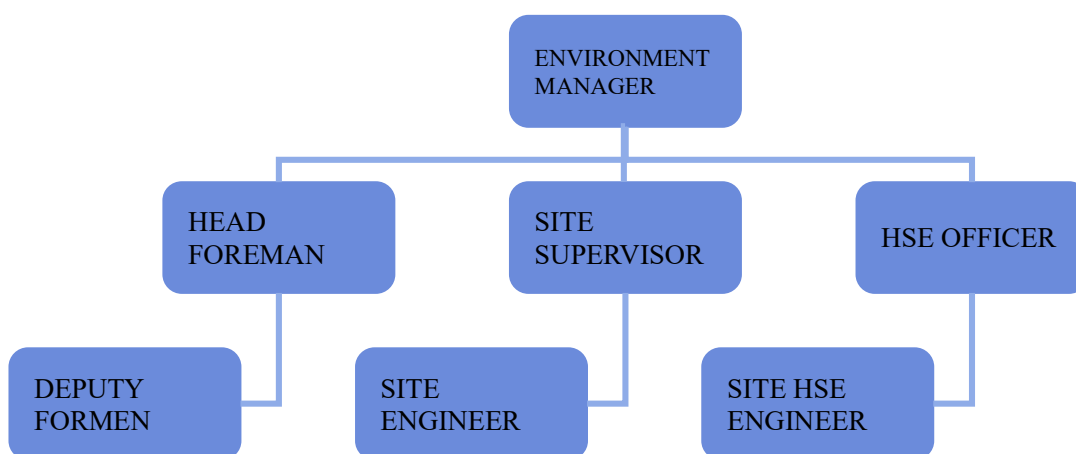 ENVIRONMENT
MANAGER
HEAD
FOREMAN
SITE
SUPERVISOR
HSE OFFICER
DEPUTY
FORMEN
SITE
ENGINEER
SITE HSE
ENGINEER